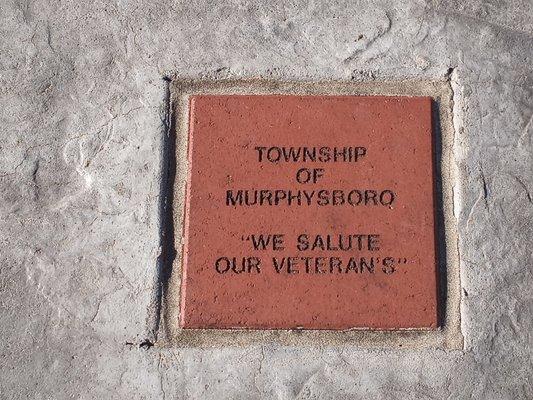 TOWNSHIP
OF
MURPHYSBORO
"WE SALUTE
OUR VETERAN'S"